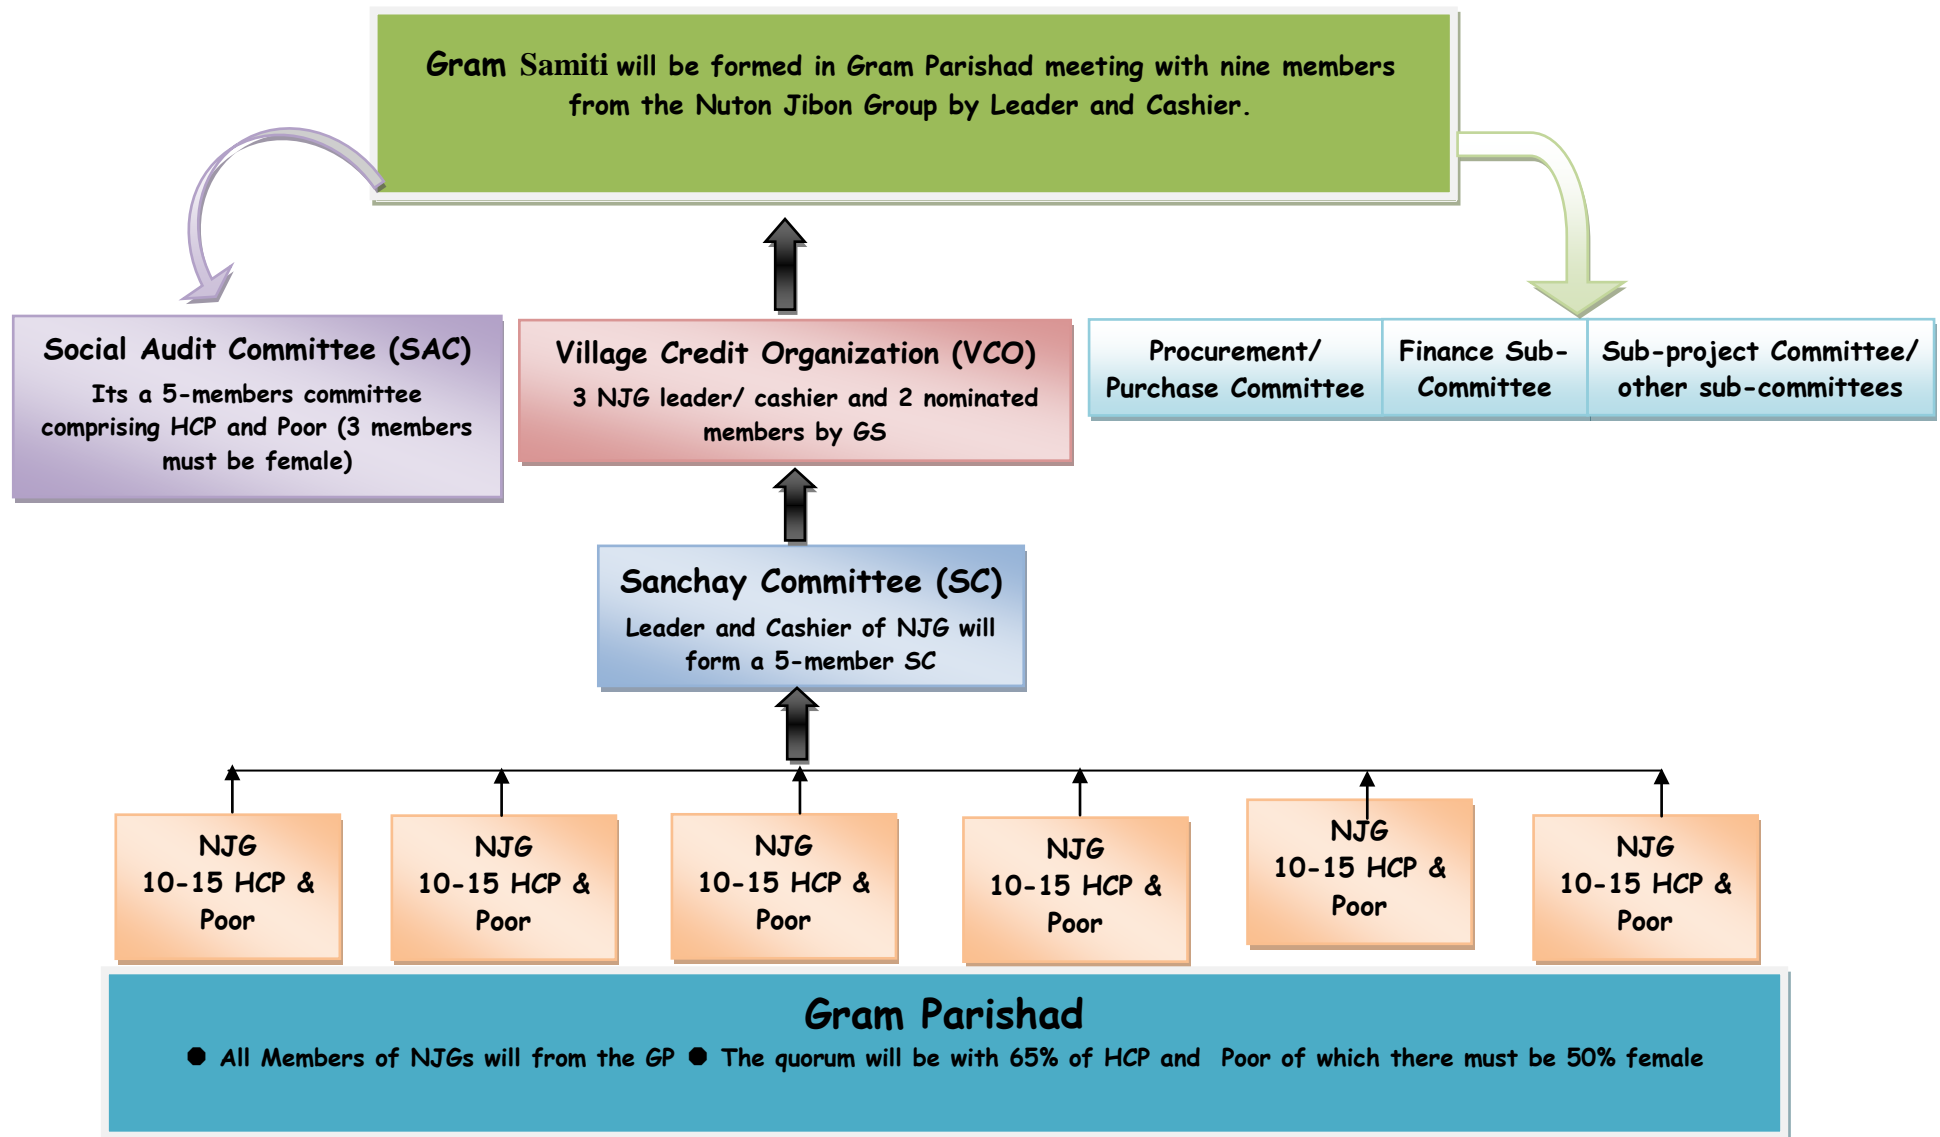 Gram Samiti will be formed in Gram Parishad meeting with nine members
from the Nuton Jibon Group by Leader and Cashier.
Social Audit Committee (SAC)
Its a 5-members committee
comprising HCP and Poor (3 members
must be female)
Village Credit Organization (VCO)
3 NJG leader/ cashier and 2 nominated
members by GS
Procurement/
Purchase Committee
Finance Sub-
Committee
Sub-project Committee/
other sub-committees
Sanchay Committee (SC)
Leader and Cashier of NJG will
form a 5-member SC
NJG
10-15 HCP &
Poor
NJG
10-15 HCP &
Poor
NJG
10-15 HCP &
Poor
NJG
10-15 HCP &
Poor
NJG
10-15 HCP &
Poor
NJG
10-15 HCP &
Poor
Gram Parishad
● All Members of NJGs will from the GP ● The quorum will be with 65% of HCP and Poor of which there must be 50% female